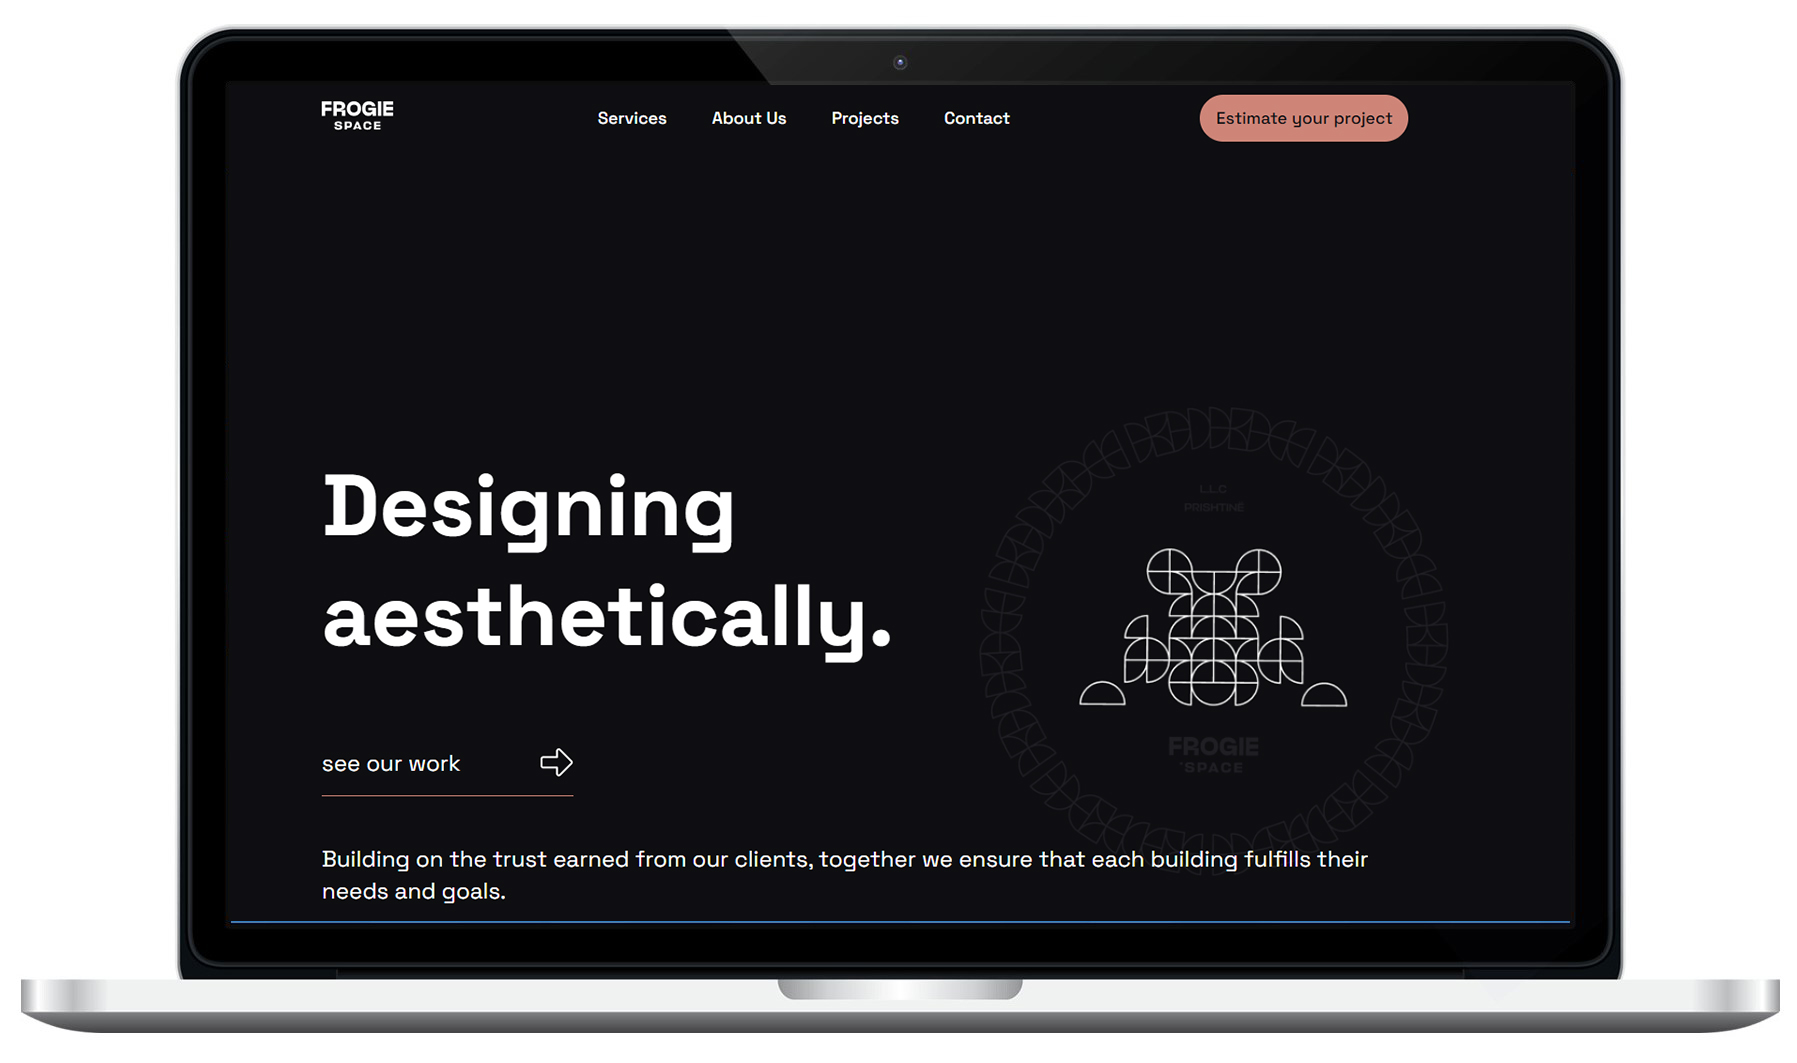 FROGIE
SPACE
Services
About Us
Projects
Contact
Estimate your project
Designing
aesthetically.
L.L.C
PRISHTINË
FROGIE
SPACE
see our work
Building on the trust earned from our clients, together we ensure that each building fulfills their
needs and goals.